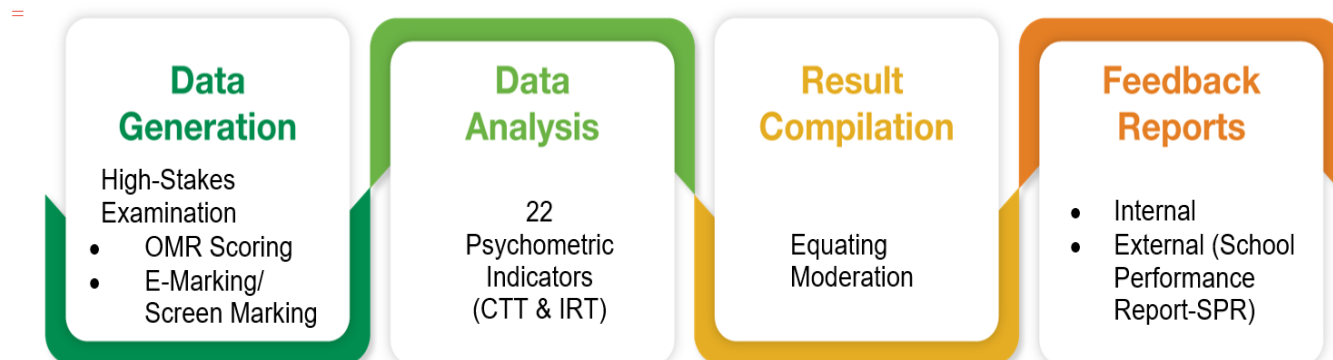 Data
Generation
High-Stakes
Examination
• OMR Scoring
• E-Marking/
Screen Marking
Data
Analysis
22
Psychometric
Indicators
(CTT & IRT)
Result
Compilation
Equating
Moderation
Feedback
Reports
• Internal
• External (School
Performance
Report-SPR)